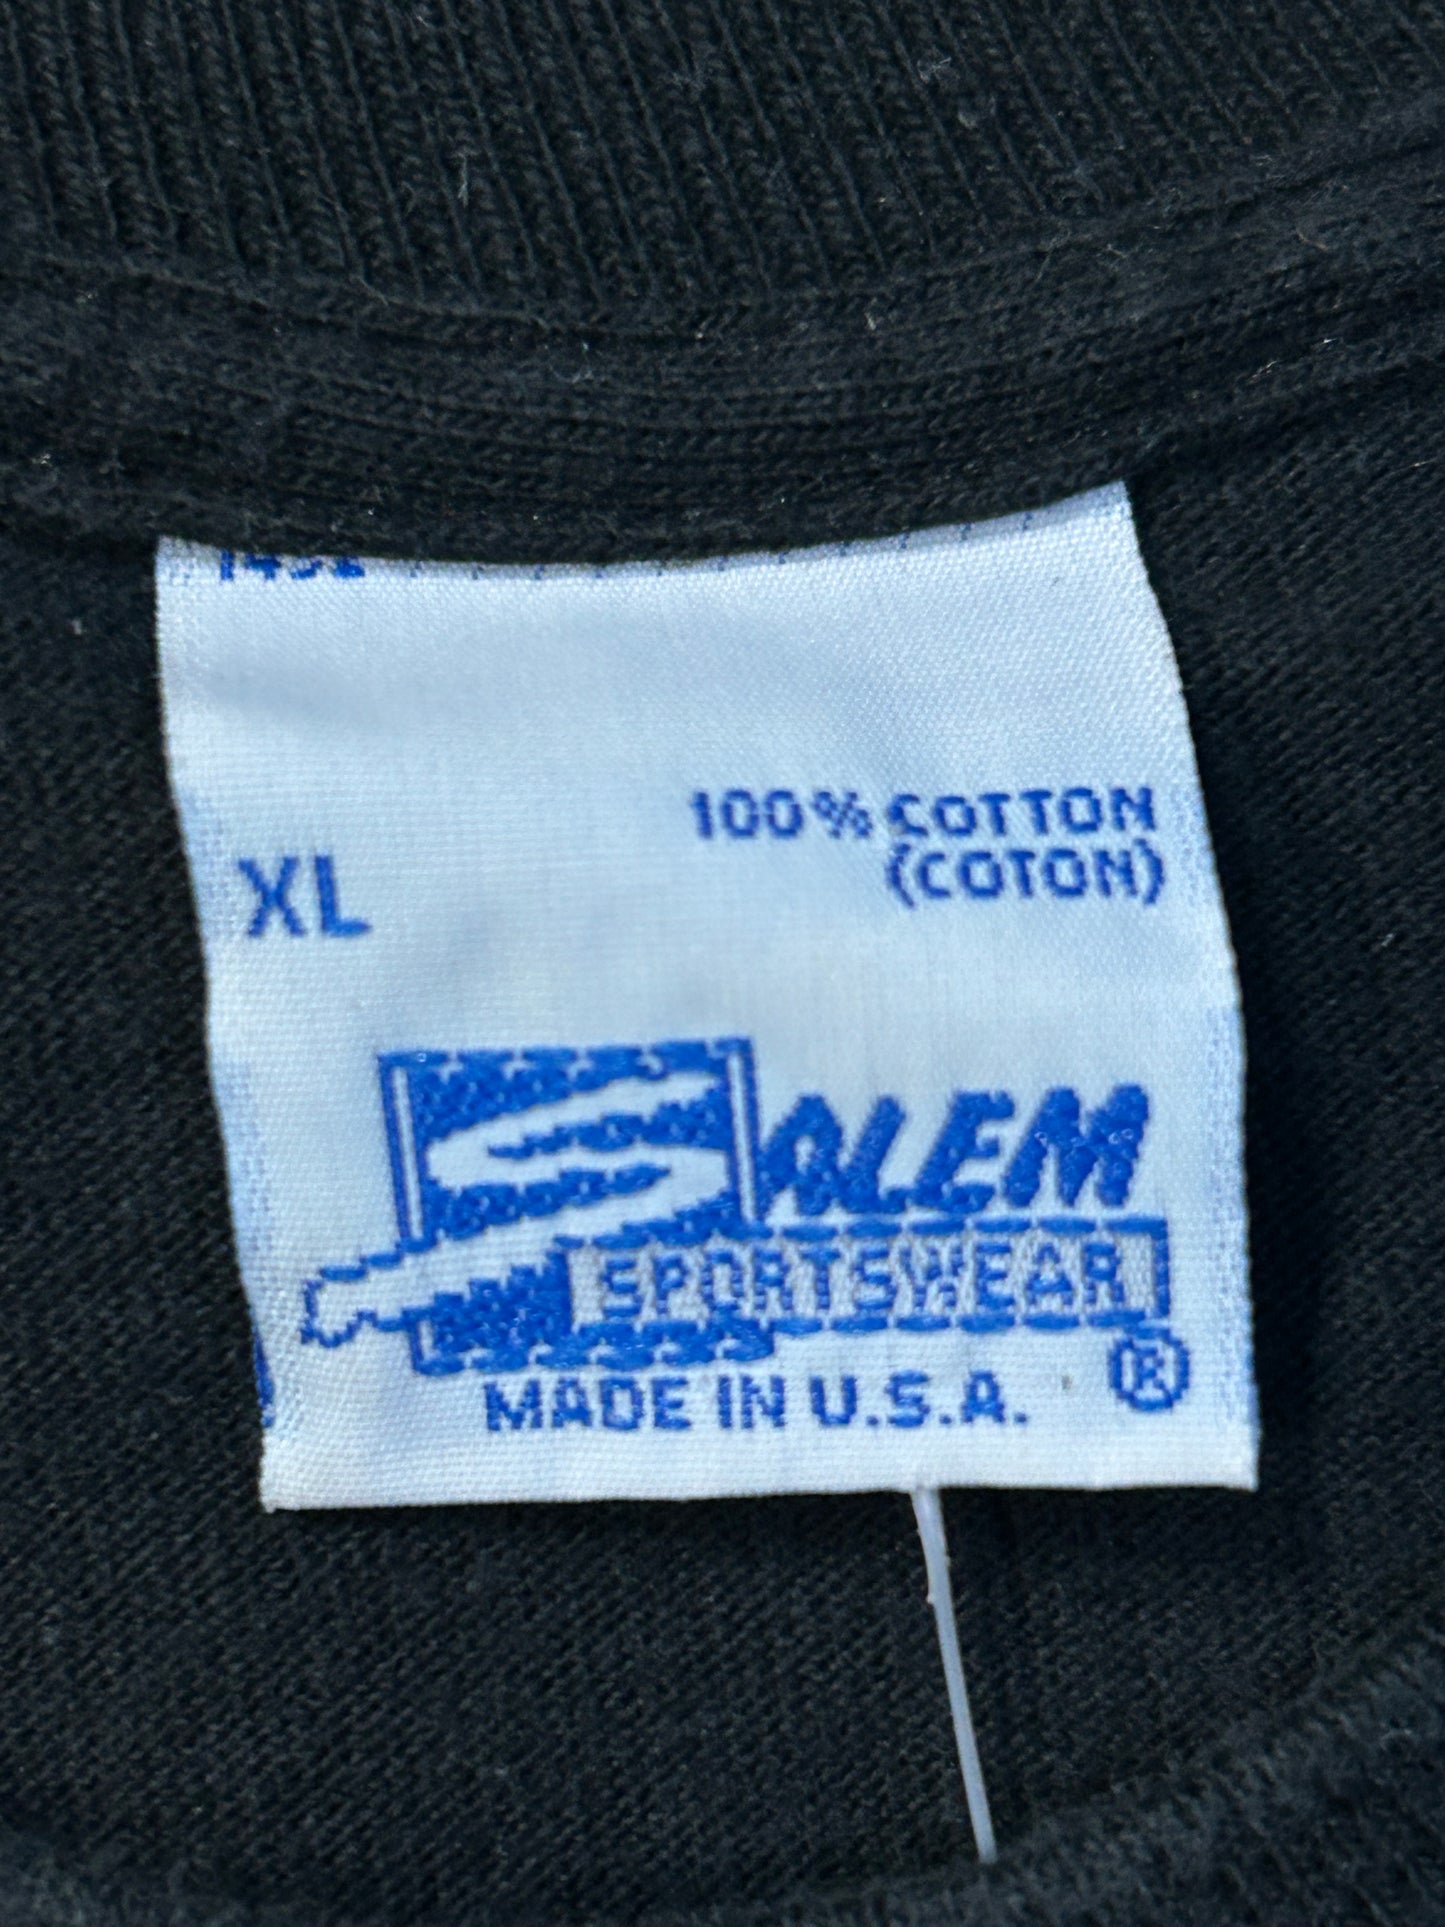 100% COTTON
(COTON)
XL
SALEM
SPORTSWEAR
®
MADE IN U.S.A.